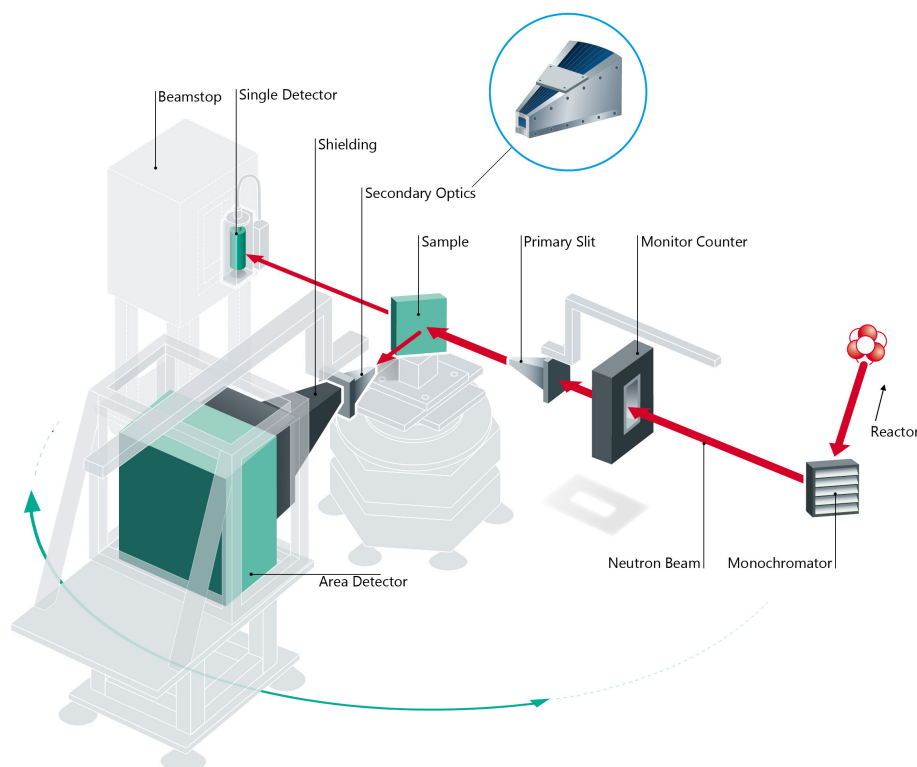 Beamstop
Single Detector
Shielding
Secondary Optics
Sample
Primary Slit
Monitor Counter
Reactor
Neutron Beam
Monochromator
Area Detector